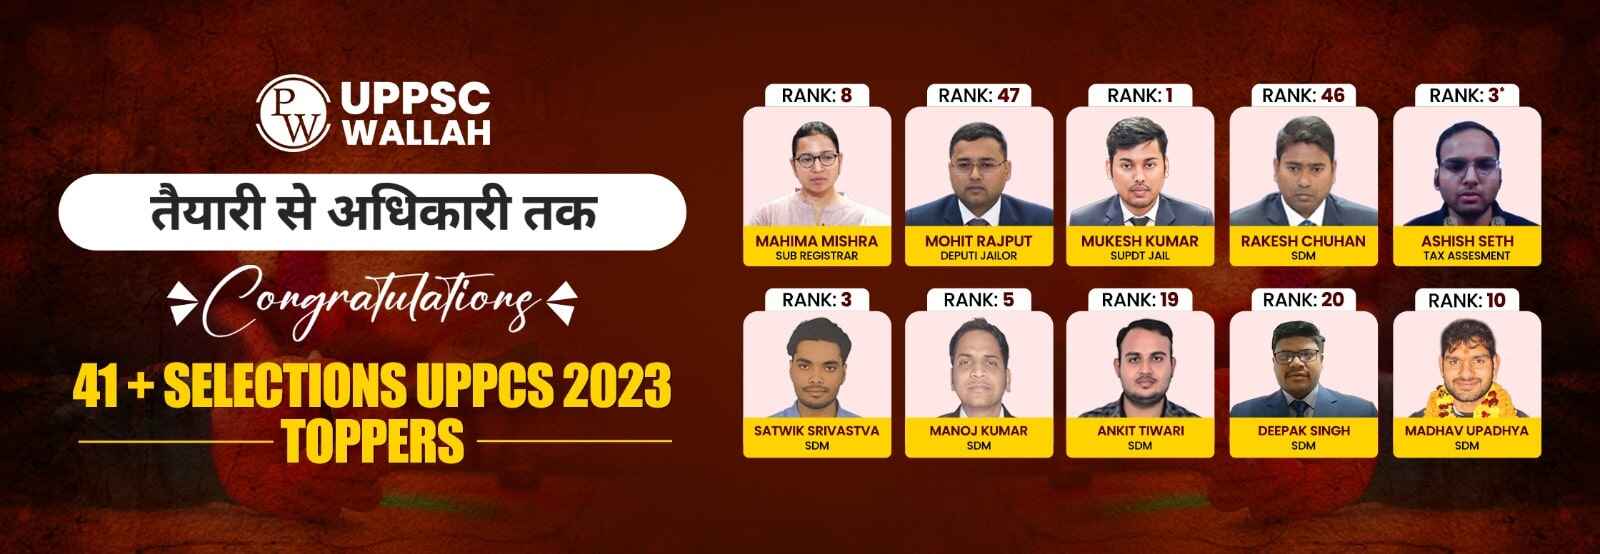 PW
UPPSC
WALLAH
तैयारी से अधिकारी तक
Congratulations
41 + SELECTIONS UPPCS 2023
TOPPERS
RANK: 8
MAHIMA MISHRA
SUB REGISTRAR
RANK: 47
MOHIT RAJPUT
DEPUTI JAILOR
RANK: 1
MUKESH KUMAR
SUPDT JAIL
RANK: 46
RAKESH CHUHAN
SDM
RANK: 3*
ASHISH SETH
TAX ASSESMENT
RANK: 3
SATWIK SRIVASTVA
SDM
RANK: 5
MANOJ KUMAR
SDM
RANK: 19
ANKIT TIWARI
SDM
RANK: 20
DEEPAK SINGH
SDM
RANK: 10
MADHAV UPADHYA
SDM